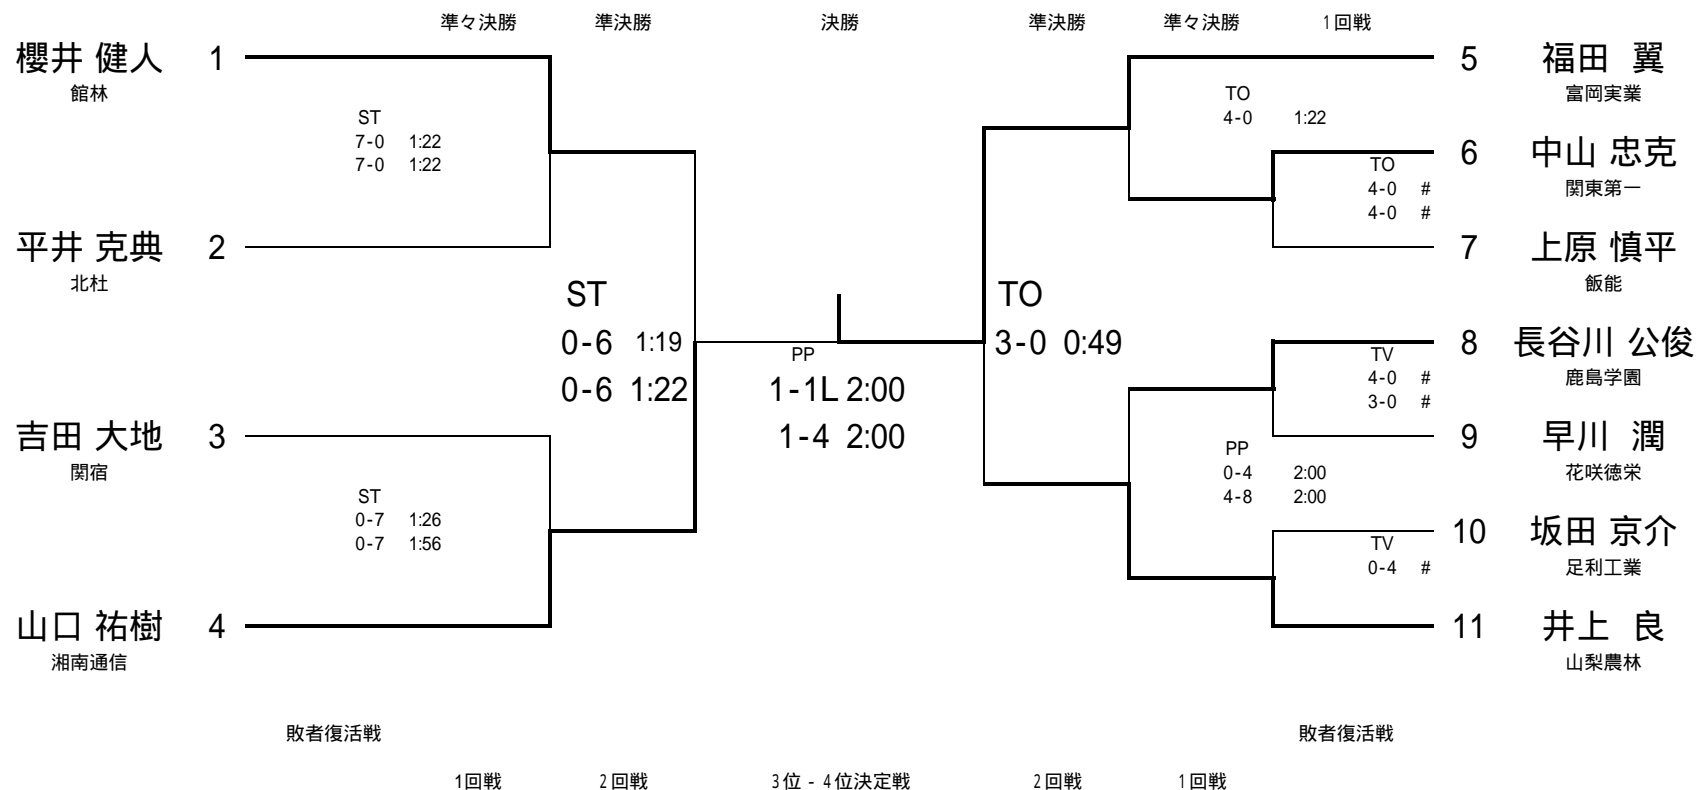 準々決勝 準決勝 決勝 準決勝 準々決勝 1回戦
櫻井 健人 1
館林
ST
7-0 1:22
7-0 1:22
平井 克典 2
北杜
吉田 大地 3
関宿
ST
0-7 1:26
0-7 1:56
山口 祐樹 4
湘南通信
ST
0-6 1:19
0-6 1:22
PP
1-1L 2:00
1-4 2:00
TO
3-0 0:49
5 福田 翼
富岡実業
TO
4-0 1:22
6 中山 忠克
関東第一
TO
4-0 #
4-0 #
7 上原 慎平
飯能
8 長谷川 公俊
鹿島学園
TV
4-0 #
3-0 #
9 早川 潤
花咲徳栄
PP
0-4 2:00
4-8 2:00
10 坂田 京介
足利工業
TV
0-4 #
11 井上 良
山梨農林
敗者復活戦 敗者復活戦
1回戦 2回戦 3位 - 4位決定戦 2回戦 1回戦